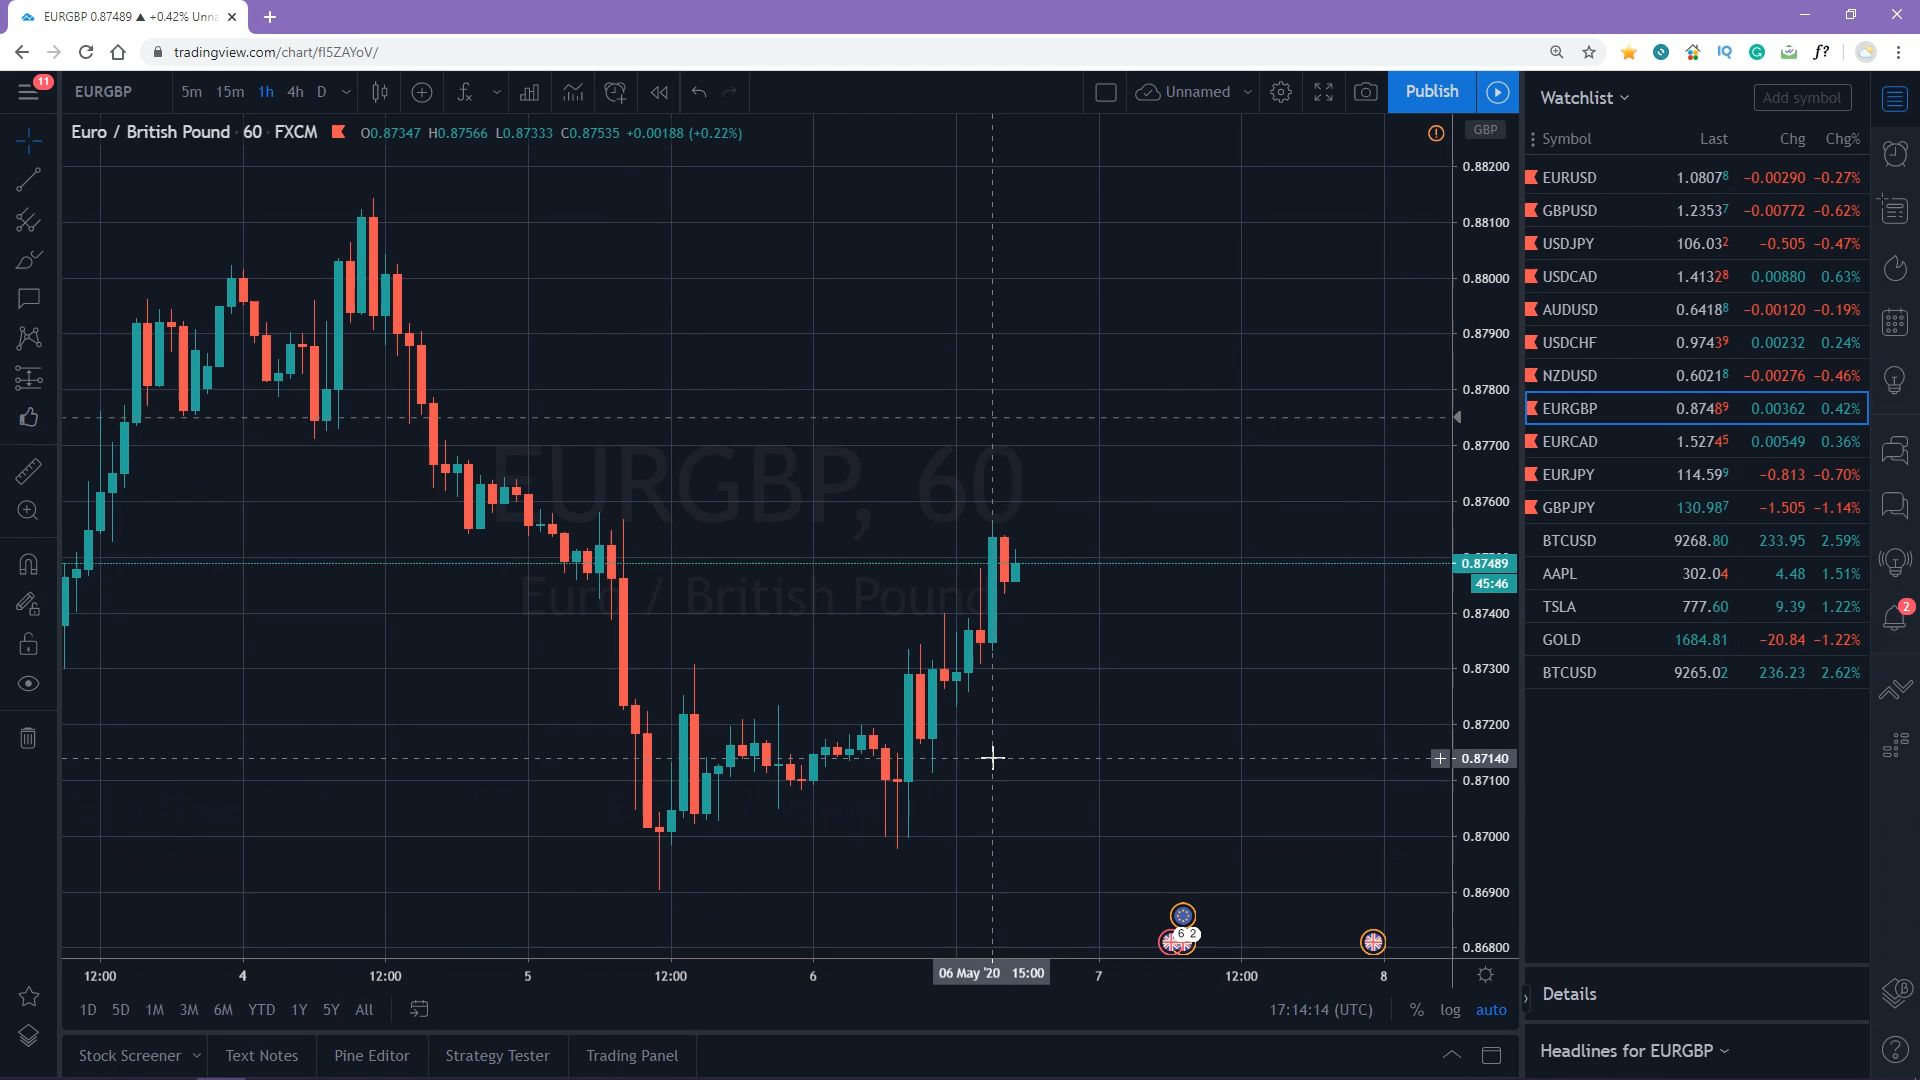 EURGBP 0.87489 ▲ +0.42% Unna
tradingview.com/chart/fI5ZAYoV/
IQ
f?
11
EURGBP 5m 15m 1h 4h D
Unnamed
Publish
Euro / British Pound · 60 · FXCM O0.87347 H0.87566 L0.87333 C0.87535 +0.00188 (+0.22%)
GBP
EURGBP, 60
Euro / British Pound
0.88200
0.88100
0.88000
0.87900
0.87800
0.87700
0.87600
0.87489
45:46
0.87400
0.87300
0.87200
0.87140
0.87100
0.87000
0.86900
0.86800
6 2
12:00 4 12:00 5 12:00 6 06 May '20 15:00 7 12:00 8
1D 5D 1M 3M 6M YTD 1Y 5Y All
17:14:14 (UTC) % log auto
Stock Screener Text Notes Pine Editor Strategy Tester Trading Panel
Watchlist
Add symbol
Symbol Last Chg Chg%
EURUSD 1.08078 −0.00290 −0.27%
GBPUSD 1.23537 −0.00772 −0.62%
USDJPY 106.032 −0.505 −0.47%
USDCAD 1.41328 0.00880 0.63%
AUDUSD 0.64188 −0.00120 −0.19%
USDCHF 0.97439 0.00232 0.24%
NZDUSD 0.60218 −0.00276 −0.46%
EURGBP 0.87489 0.00362 0.42%
EURCAD 1.52745 0.00549 0.36%
EURJPY 114.599 −0.813 −0.70%
GBPJPY 130.987 −1.505 −1.14%
BTCUSD 9268.80 233.95 2.59%
AAPL 302.04 4.48 1.51%
TSLA 777.60 9.39 1.22%
GOLD 1684.81 −20.84 −1.22%
BTCUSD 9265.02 236.23 2.62%
2
Details
Headlines for EURGBP